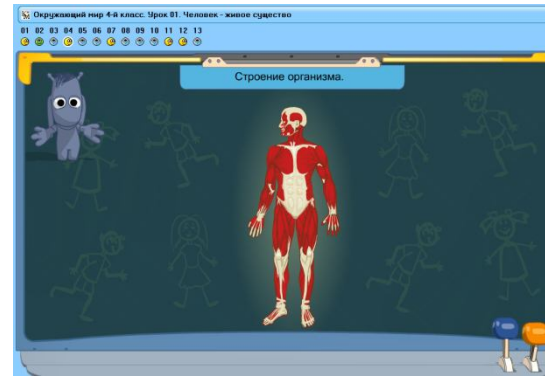 Окружающий мир 4-й класс. Урок 01. Человек - живое существо
01 02 03 04 05 06 07 08 09 10 11 12 13
Строение организма.